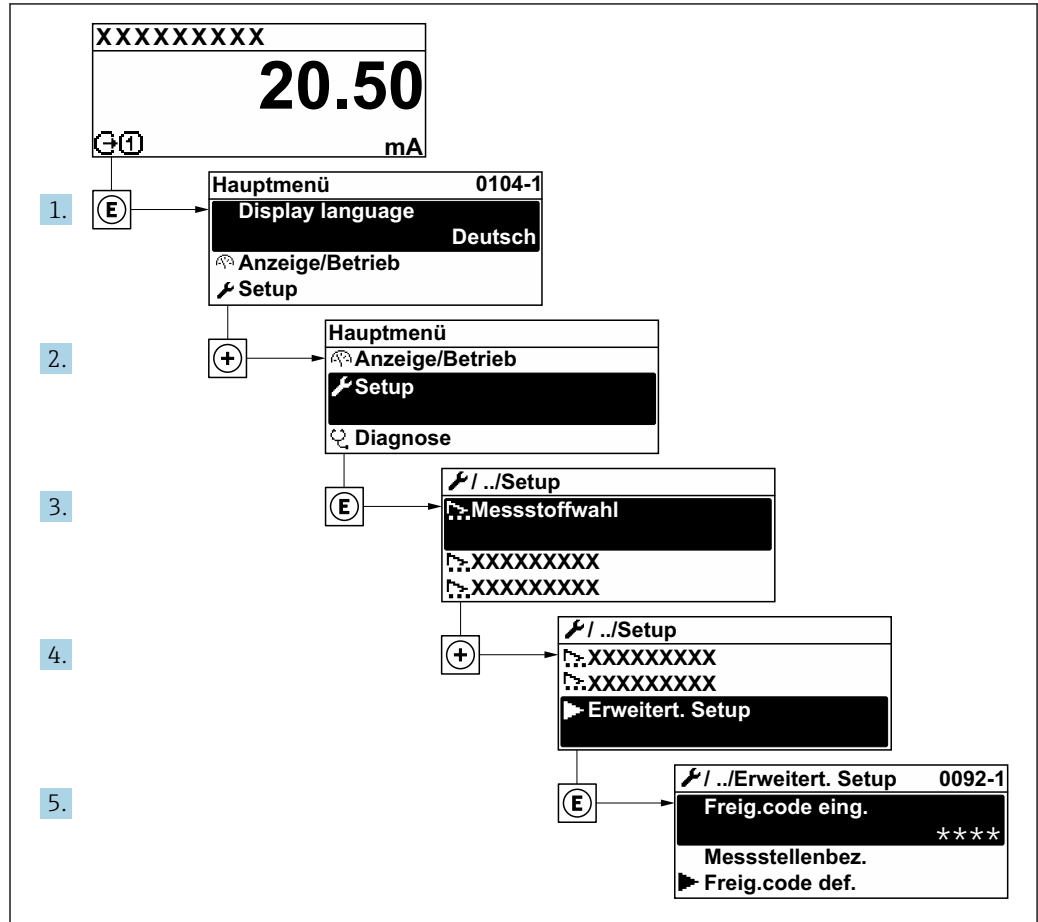 XXXXXXXXX
20.50
1 mA
1. E
Hauptmenü 0104-1
Display language
Deutsch
Anzeige/Betrieb
Setup
2. +
Hauptmenü
Anzeige/Betrieb
Setup
Diagnose
3. E
/ ../Setup
Messstoffwahl
XXXXXXXXX
XXXXXXXXX
4. +
/ ../Setup
XXXXXXXXX
XXXXXXXXX
Erweitert. Setup
5. E
/ ../Erweitert. Setup 0092-1
Freig.code eing.
****
Messstellenbez.
Freig.code def.